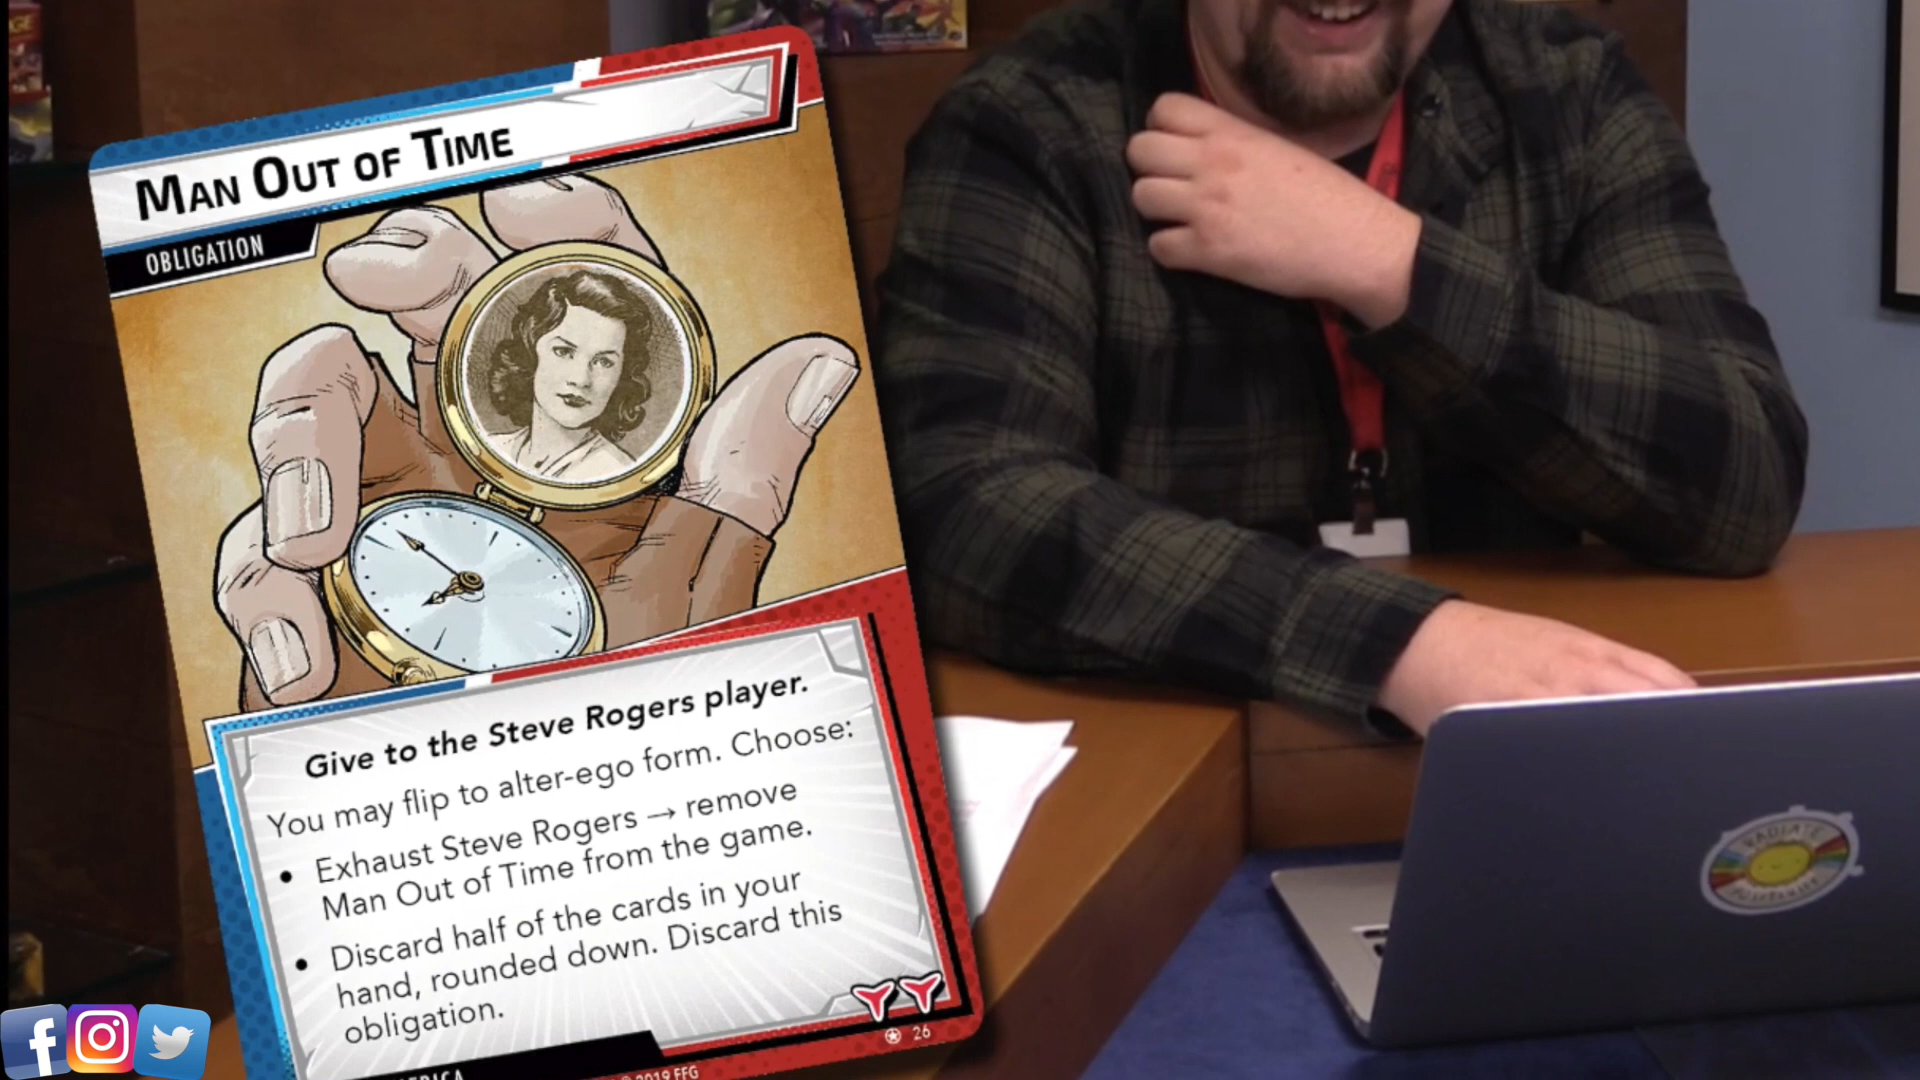 MAN OUT OF TIME
OBLIGATION
Give to the Steve Rogers player.
You may flip to alter-ego form. Choose:
• Exhaust Steve Rogers → remove
Man Out of Time from the game.
• Discard half of the cards in your
hand, rounded down. Discard this
obligation.
26
© 2019 FFG
RADIATE
POSITIVITY